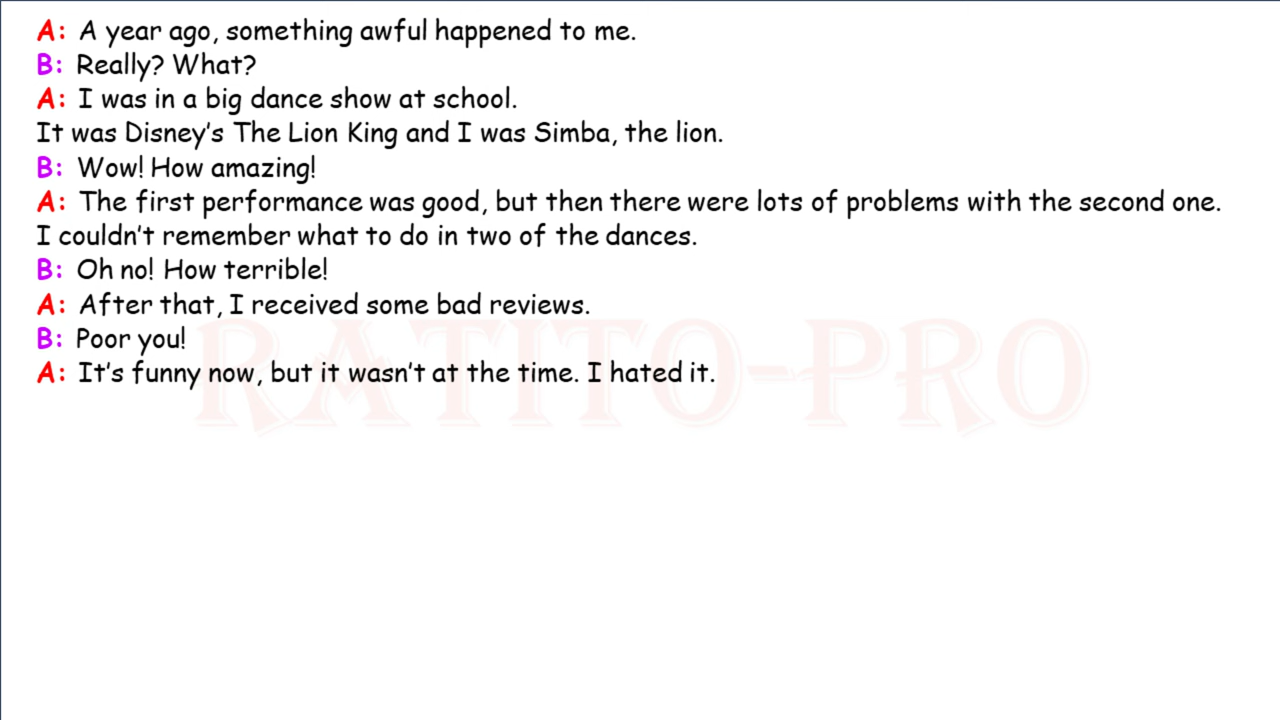 A: A year ago, something awful happened to me.
B: Really? What?
A: I was in a big dance show at school.
It was Disney's The Lion King and I was Simba, the lion.
B: Wow! How amazing!
A: The first performance was good, but then there were lots of problems with the second one.
I couldn't remember what to do in two of the dances.
B: Oh no! How terrible!
A: After that, I received some bad reviews.
B: Poor you!
A: It's funny now, but it wasn't at the time. I hated it.
RATITO-PRO